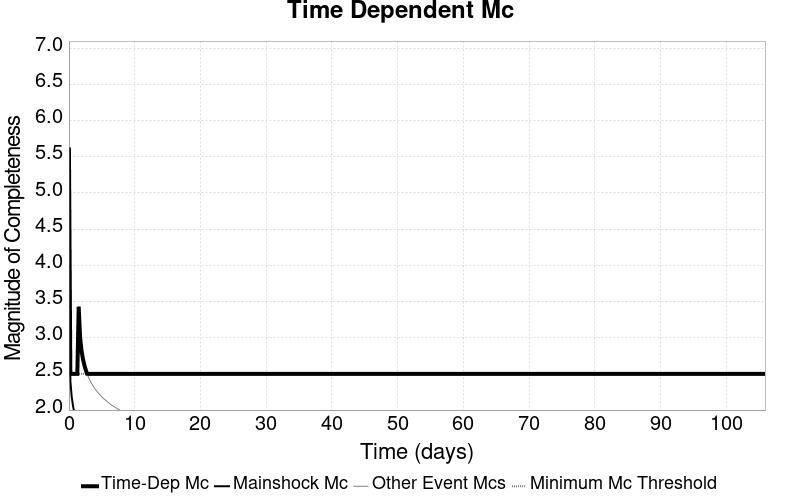 Time Dependent Mc
Magnitude of Completeness
7.0
6.5
6.0
5.5
5.0
4.5
4.0
3.5
3.0
2.5
2.0
0 10 20 30 40 50 60 70 80 90 100
Time (days)
Time-Dep Mc Mainshock Mc Other Event Mcs Minimum Mc Threshold